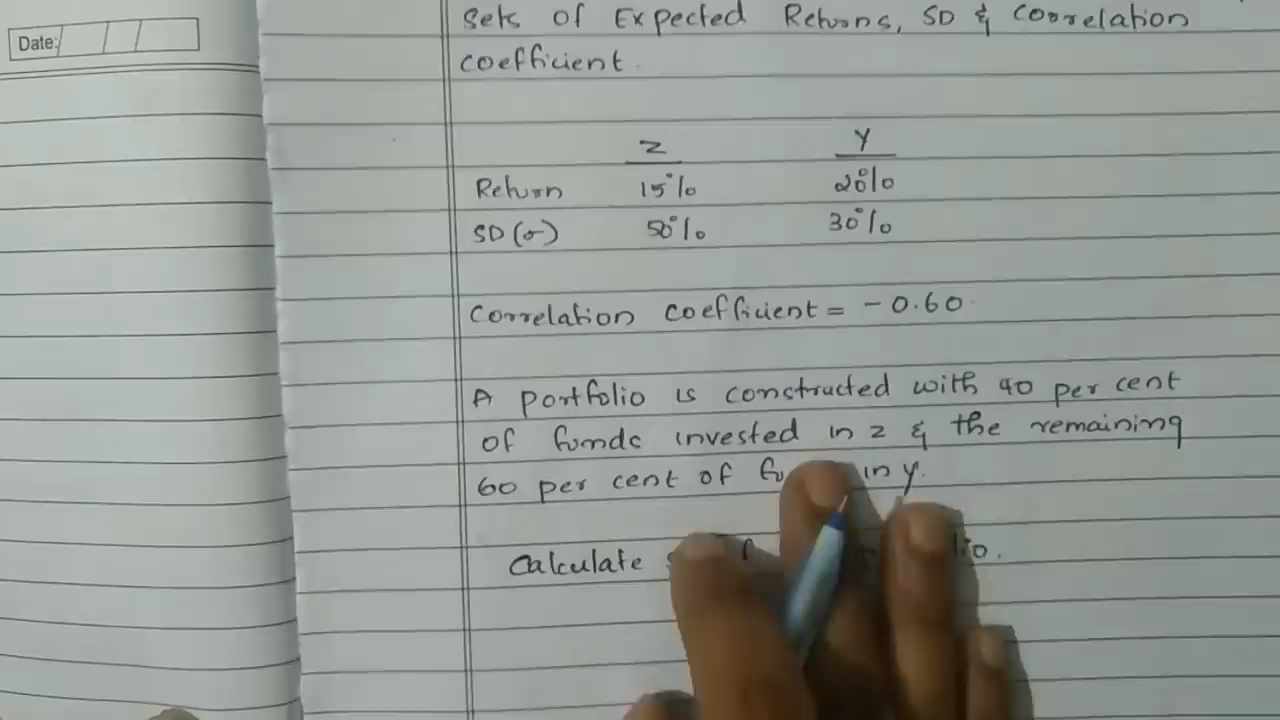 Date:
sets of Expected Returns, SD & Correlation
coefficient.
Z Y
Return 15% 20%
SD (σ) 50% 30%
Correlation coefficient = -0.60.
A portfolio is constructed with 40 per cent
of funds invested in Z & the remaining
60 per cent of in y.
Calculate